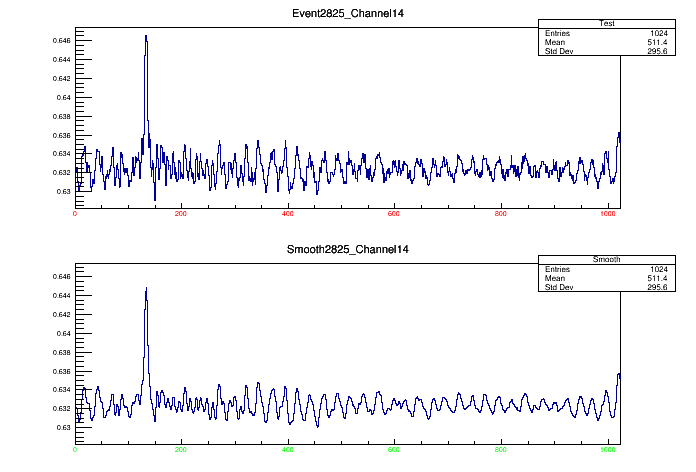 Event2825_Channel14
Test
Entries 1024
Mean 511.4
Std Dev 295.6
0.646
0.644
0.642
0.64
0.638
0.636
0.634
0.632
0.63
0 200 400 600 800 1000
Smooth2825_Channel14
Smooth
Entries 1024
Mean 511.4
Std Dev 295.6
0.646
0.644
0.642
0.64
0.638
0.636
0.634
0.632
0.63
0 200 400 600 800 1000